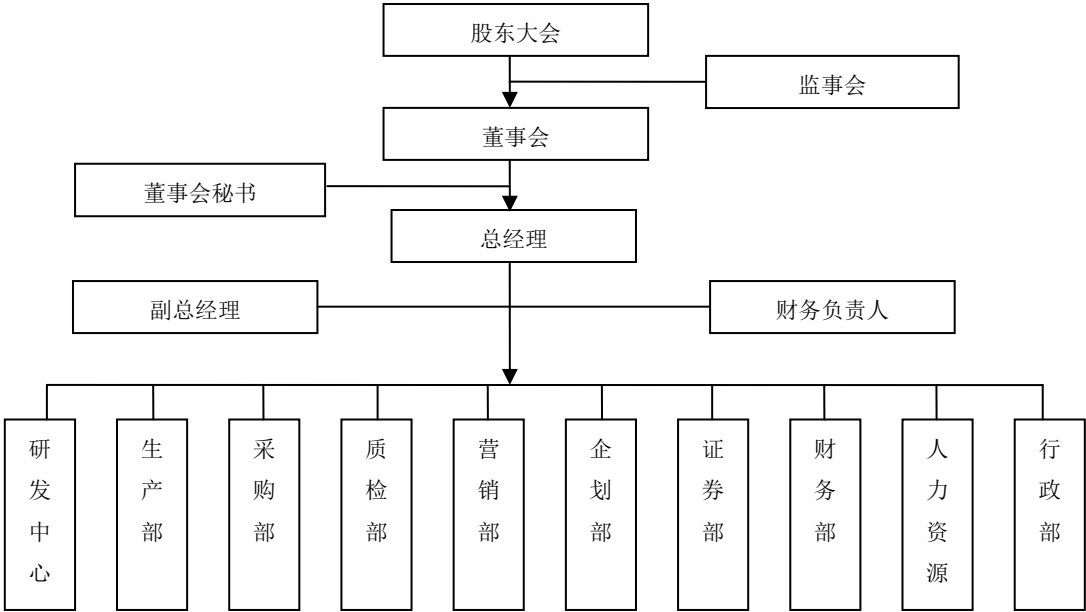 股东大会
监事会
董事会
董事会秘书
总经理
副总经理
财务负责人
研发中心
生产部
采购部
质检部
营销部
企划部
证券部
财务部
人力资源
行政部